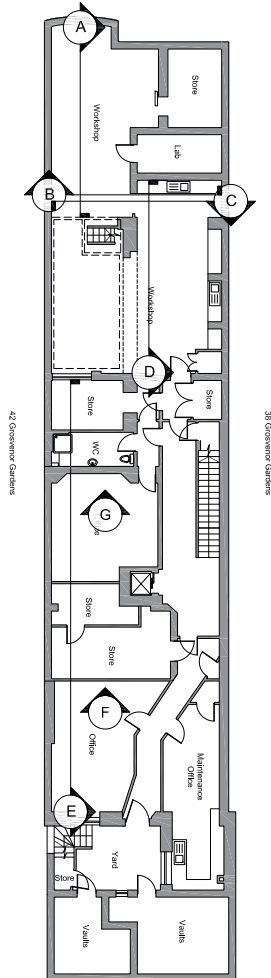 A
Store
Workshop
Lab
B
C
Workshop
D
Store
Store
WC
42 Grosvenor Gardens
38 Grosvenor Gardens
G
Store
Store
F
Office
Maintenance
Office
E
Yard
Store
Vaults
Vaults